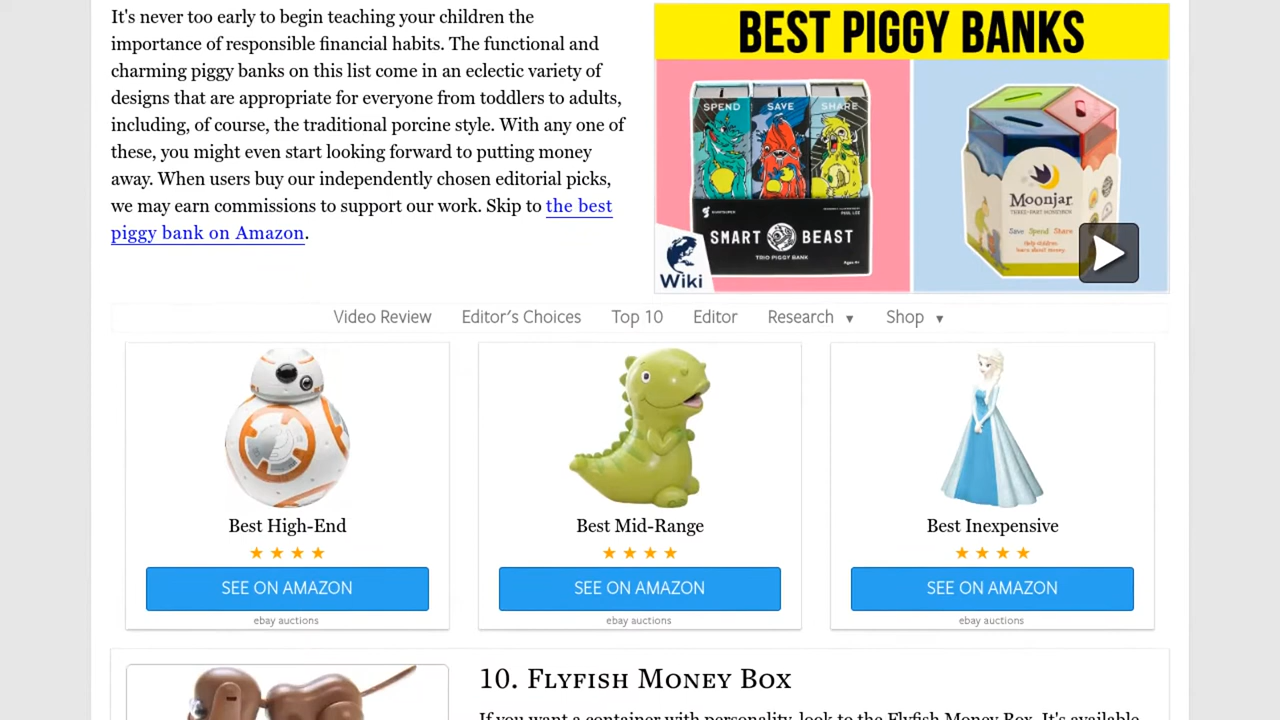 It's never too early to begin teaching your children the
importance of responsible financial habits. The functional and
charming piggy banks on this list come in an eclectic variety of
designs that are appropriate for everyone from toddlers to adults,
including, of course, the traditional porcine style. With any one of
these, you might even start looking forward to putting money
away. When users buy our independently chosen editorial picks,
we may earn commissions to support our work. Skip to the best
piggy bank on Amazon.
BEST PIGGY BANKS
SPEND SAVE SHARE
SMART BEAST
TRIO PIGGY BANK
Ages 4+
Wiki
Moonjar
Save Spend Share
Help children
learn about money.
Video Review Editor's Choices Top 10 Editor Research ▼ Shop ▼
Best High-End
SEE ON AMAZON
ebay auctions
Best Mid-Range
SEE ON AMAZON
ebay auctions
Best Inexpensive
SEE ON AMAZON
ebay auctions
10. Flyfish Money Box
If you want a container with personality, look to the Flyfish Money Box. It's available